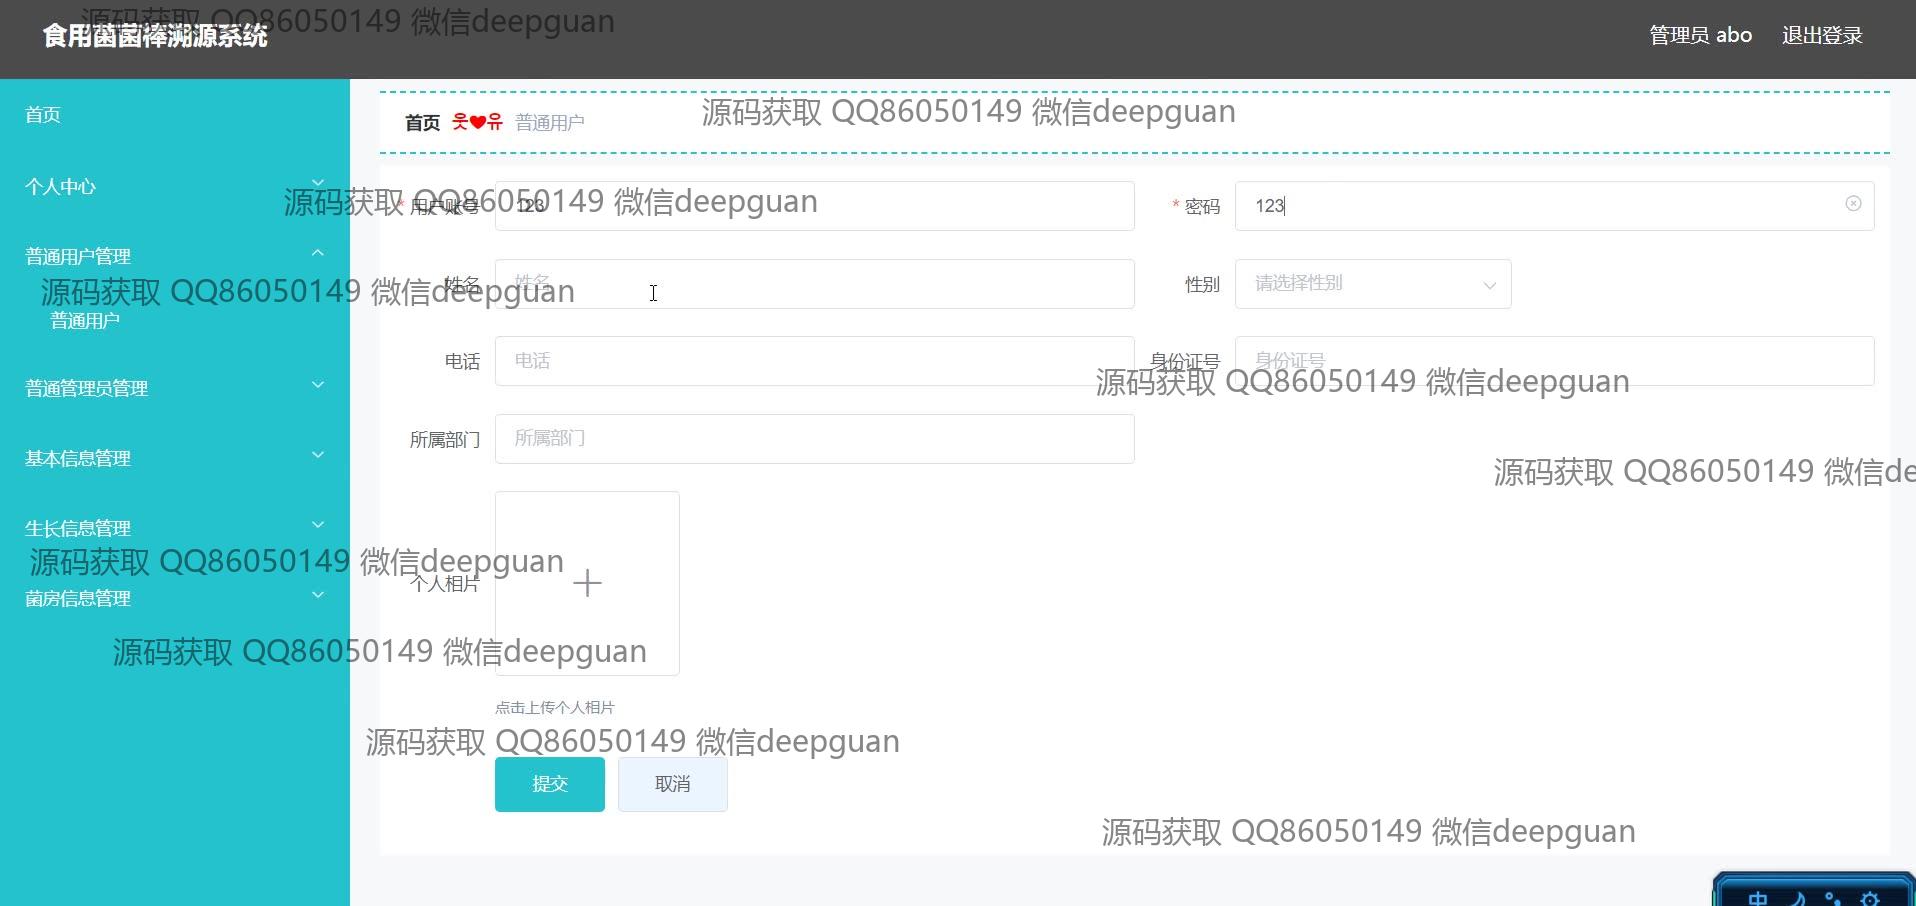 源码获取 QQ86050149 微信deepguan
食用菌菌棒溯源系统
管理员 abo
退出登录
首页
个人中心
普通用户管理
普通用户
普通管理员管理
基本信息管理
生长信息管理
菌房信息管理
首页 웃❤유 普通用户
源码获取 QQ86050149 微信deepguan
源码获取 QQ86050149 微信deepguan
* 用户账号 123
* 密码 123
姓名 姓名
性别 请选择性别
源码获取 QQ86050149 微信deepguan
电话 电话
身份证号 身份证号
源码获取 QQ86050149 微信deepguan
所属部门 所属部门
源码获取 QQ86050149 微信de
源码获取 QQ86050149 微信deepguan
个人相片
源码获取 QQ86050149 微信deepguan
点击上传个人相片
源码获取 QQ86050149 微信deepguan
提交
取消
源码获取 QQ86050149 微信deepguan
中